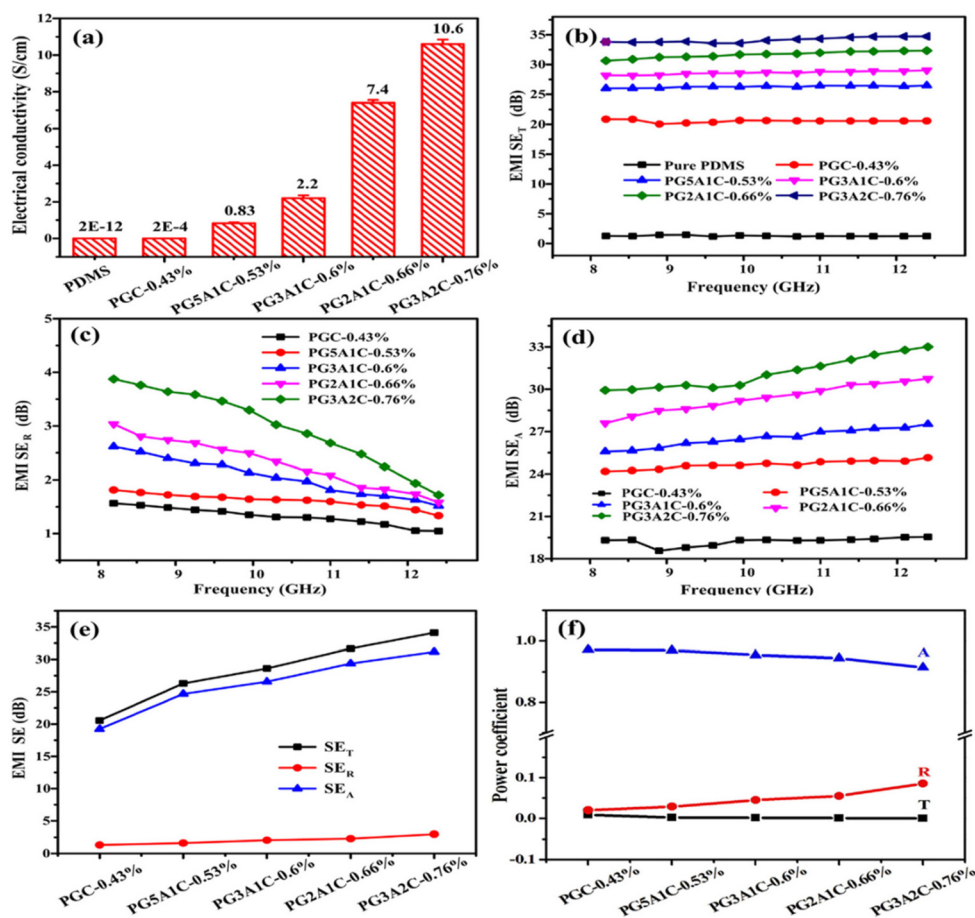 (a)
Electrical conductivity (S/cm)
12
10
8
6
4
2
0
2E-12
2E-4
0.83
2.2
7.4
10.6
PDMS
PGC-0.43%
PG5A1C-0.53%
PG3A1C-0.6%
PG2A1C-0.66%
PG3A2C-0.76%
(b)
EMI SE_T (dB)
35
30
25
20
15
10
5
0
Pure PDMS
PGC-0.43%
PG5A1C-0.53%
PG3A1C-0.6%
PG2A1C-0.66%
PG3A2C-0.76%
8 9 10 11 12
Frequency (GHz)
(c)
EMI SE_R (dB)
5
4
3
2
1
PGC-0.43%
PG5A1C-0.53%
PG3A1C-0.6%
PG2A1C-0.66%
PG3A2C-0.76%
8 9 10 11 12
Frequency (GHz)
(d)
EMI SE_A (dB)
33
30
27
24
21
18
PGC-0.43%
PG5A1C-0.53%
PG3A1C-0.6%
PG2A1C-0.66%
PG3A2C-0.76%
8 9 10 11 12
Frequency (GHz)
(e)
EMI SE (dB)
35
30
25
20
15
10
5
0
SE_T
SE_R
SE_A
PGC-0.43%
PG5A1C-0.53%
PG3A1C-0.6%
PG2A1C-0.66%
PG3A2C-0.76%
(f)
Power coefficient
1.0
0.8
0.1
0.0
-0.1
A
R
T
PGC-0.43%
PG5A1C-0.53%
PG3A1C-0.6%
PG2A1C-0.66%
PG3A2C-0.76%